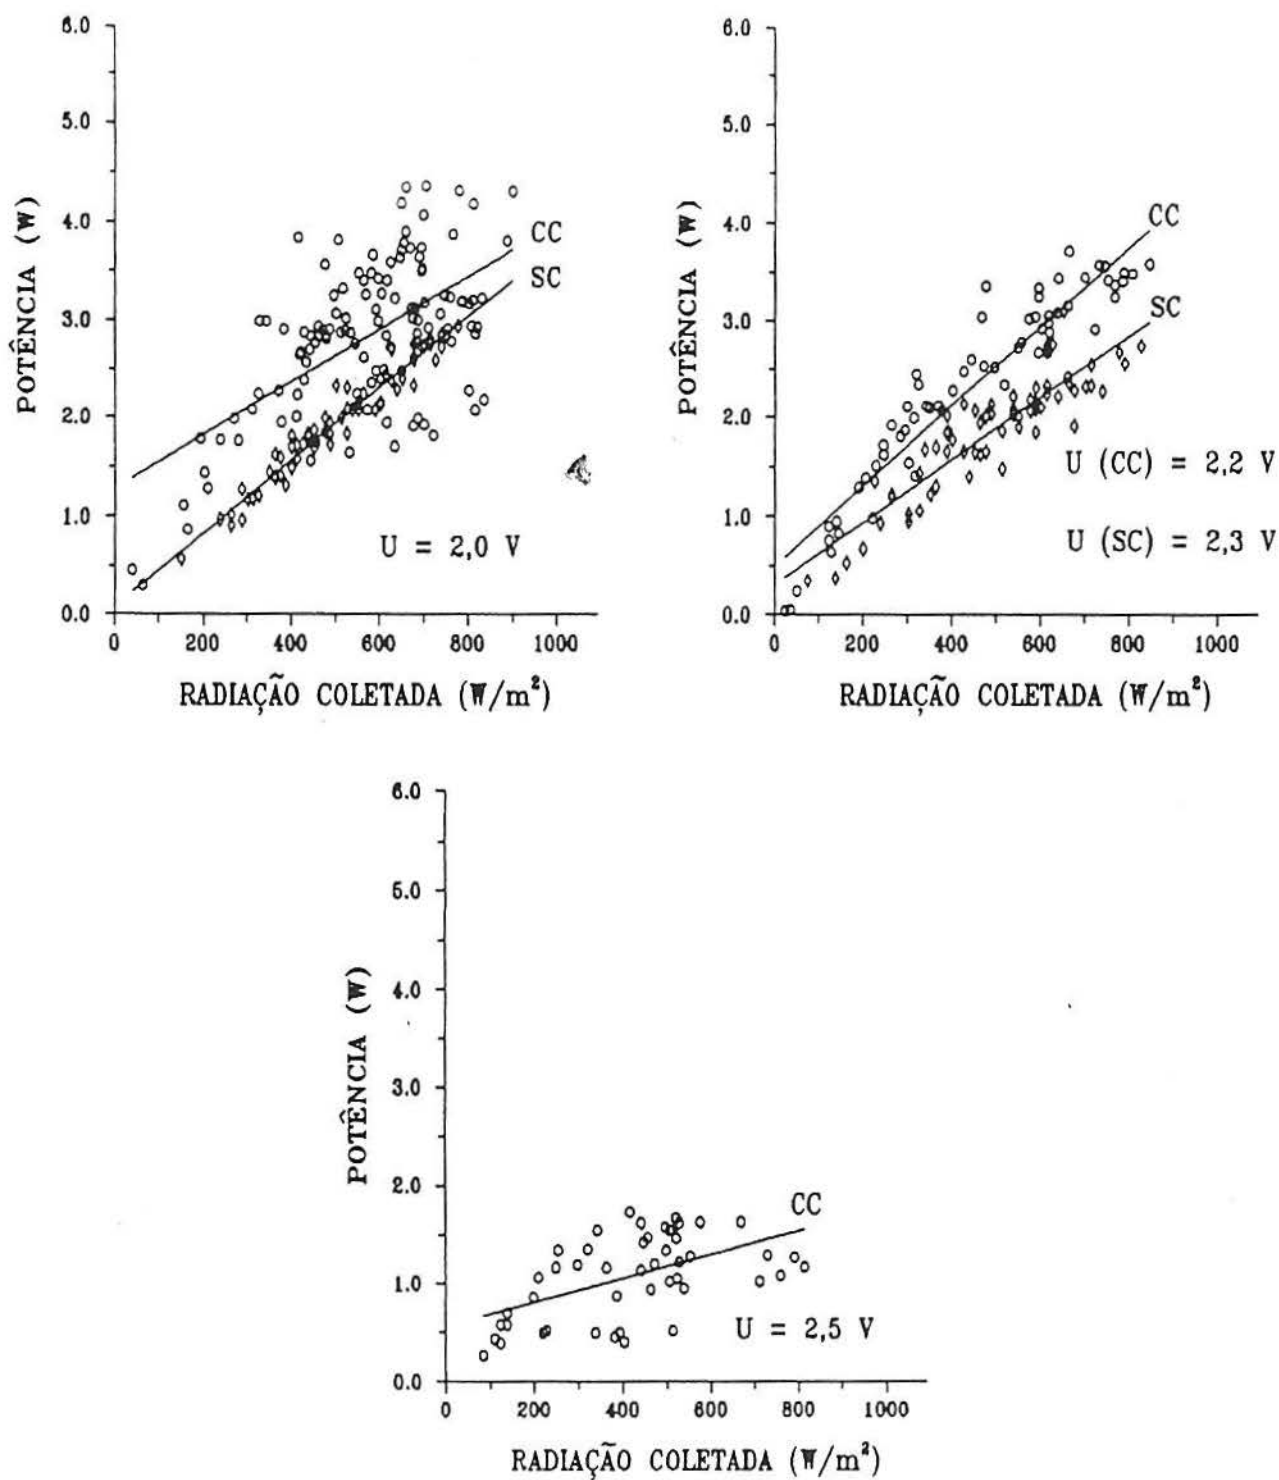 6.0
5.0
4.0
3.0
2.0
1.0
0.0
POTÊNCIA (W)
CC
SC
U = 2,0 V
0 200 400 600 800 1000
RADIAÇÃO COLETADA (W/m²)
6.0
5.0
4.0
3.0
2.0
1.0
0.0
POTÊNCIA (W)
CC
SC
U (CC) = 2,2 V
U (SC) = 2,3 V
0 200 400 600 800 1000
RADIAÇÃO COLETADA (W/m²)
6.0
5.0
4.0
3.0
2.0
1.0
0.0
POTÊNCIA (W)
CC
U = 2,5 V
0 200 400 600 800 1000
RADIAÇÃO COLETADA (W/m²)